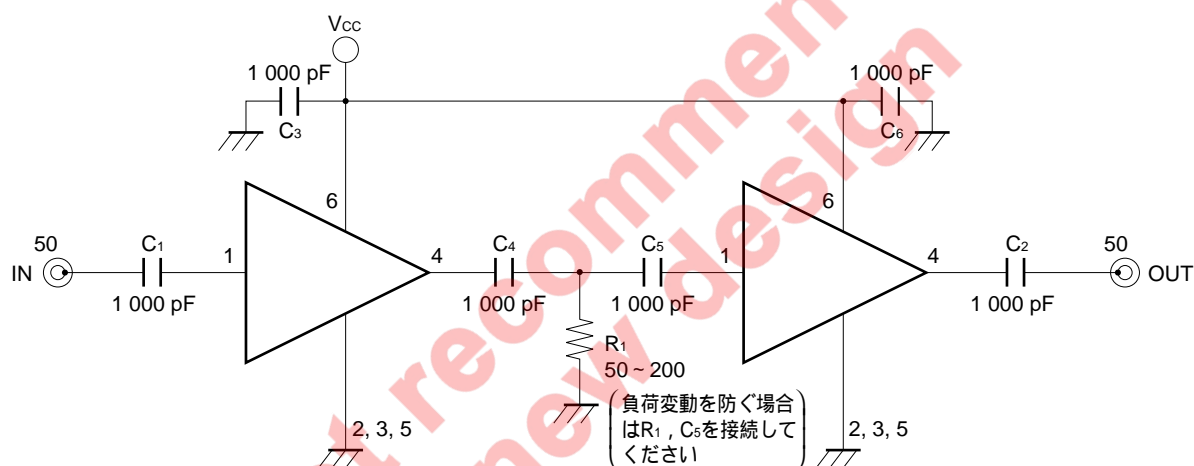 VCC
1 000 pF
C3
1 000 pF
C6
6
6
50
IN
C1
1 000 pF
1
4
C4
1 000 pF
C5
1 000 pF
1
4
C2
1 000 pF
50
OUT
R1
50~200
負荷変動を防ぐ場合
はR1,C5を接続して
ください
2, 3, 5
2, 3, 5
t recommen
new design